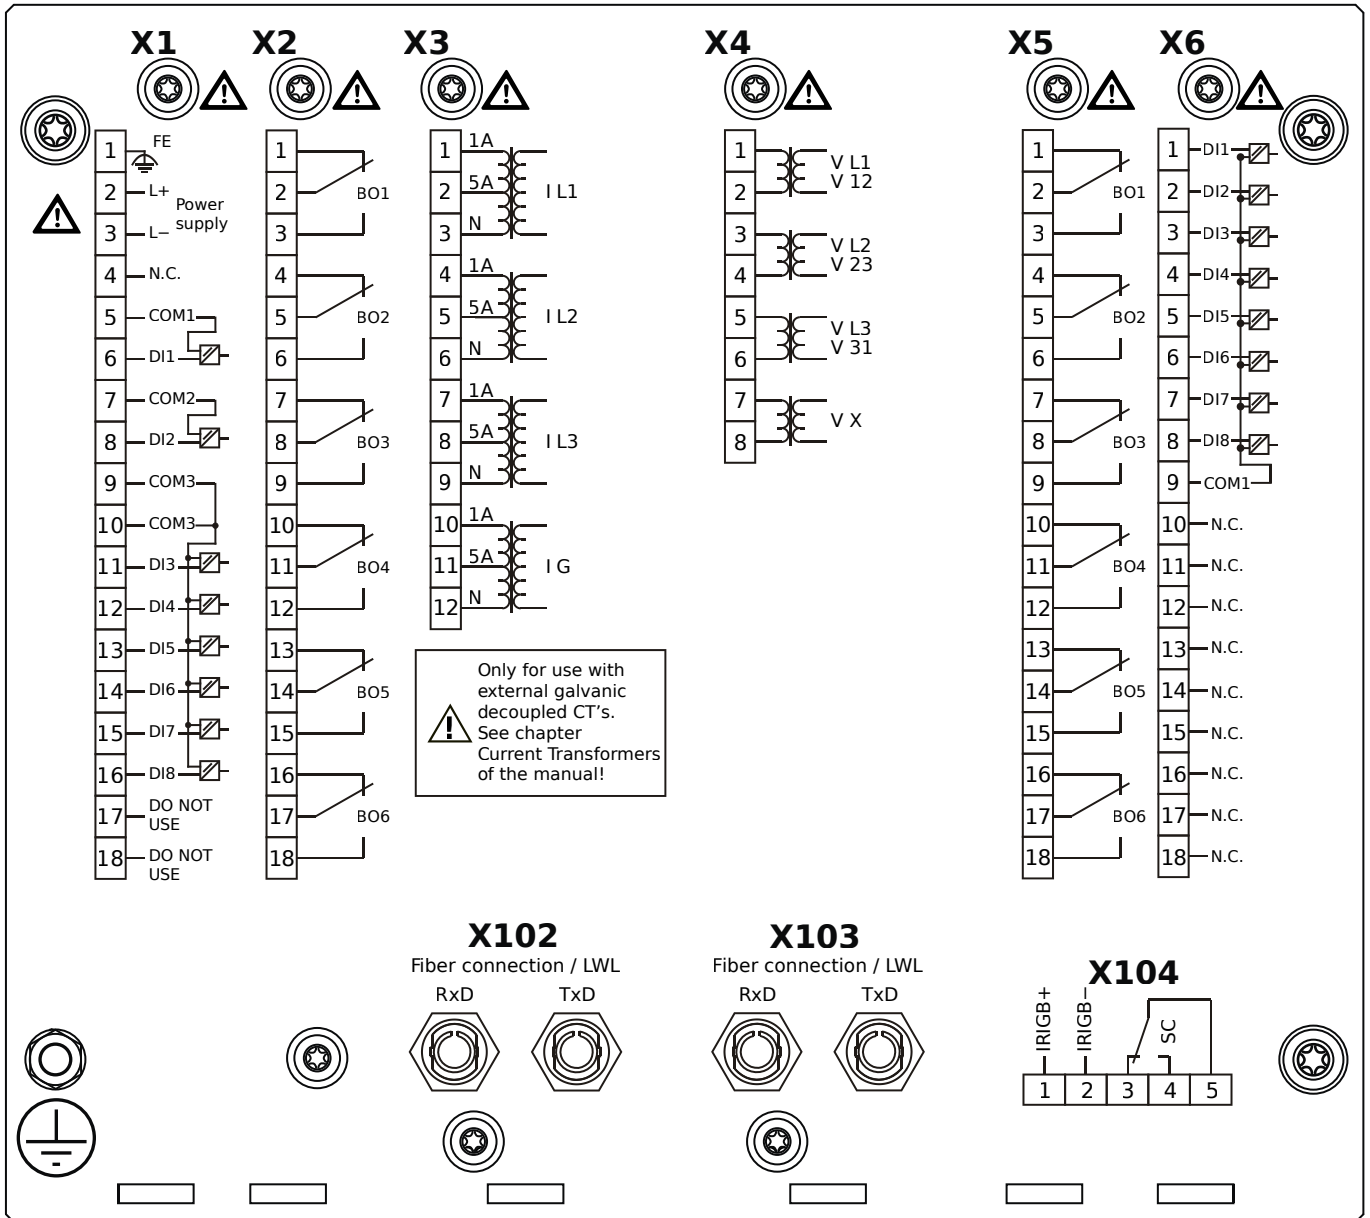 X1
X2
X3
X4
X5
X6
1 FE
2 L+
Power
supply
3 L−
4 N.C.
5 COM1
6 DI1
7 COM2
8 DI2
9 COM3
10 COM3
11 DI3
12 DI4
13 DI5
14 DI6
15 DI7
16 DI8
17 DO NOT
USE
18 DO NOT
USE
1
2 BO1
3
4
5 BO2
6
7
8 BO3
9
10
11 BO4
12
13
14 BO5
15
16
17 BO6
18
1 1A
2 5A I L1
3 N
4 1A
5 5A I L2
6 N
7 1A
8 5A I L3
9 N
10 1A
11 5A I G
12 N
Only for use with
external galvanic
decoupled CT's.
See chapter
Current Transformers
of the manual!
1 V L1
2 V 12
3 V L2
4 V 23
5 V L3
6 V 31
7 V X
8
1
2 BO1
3
4
5 BO2
6
7
8 BO3
9
10
11 BO4
12
13
14 BO5
15
16
17 BO6
18
1 DI1
2 DI2
3 DI3
4 DI4
5 DI5
6 DI6
7 DI7
8 DI8
9 COM1
10 N.C.
11 N.C.
12 N.C.
13 N.C.
14 N.C.
15 N.C.
16 N.C.
17 N.C.
18 N.C.
X102
Fiber connection / LWL
RxD TxD
X103
Fiber connection / LWL
RxD TxD
X104
IRIGB+
IRIGB−
SC
1 2 3 4 5